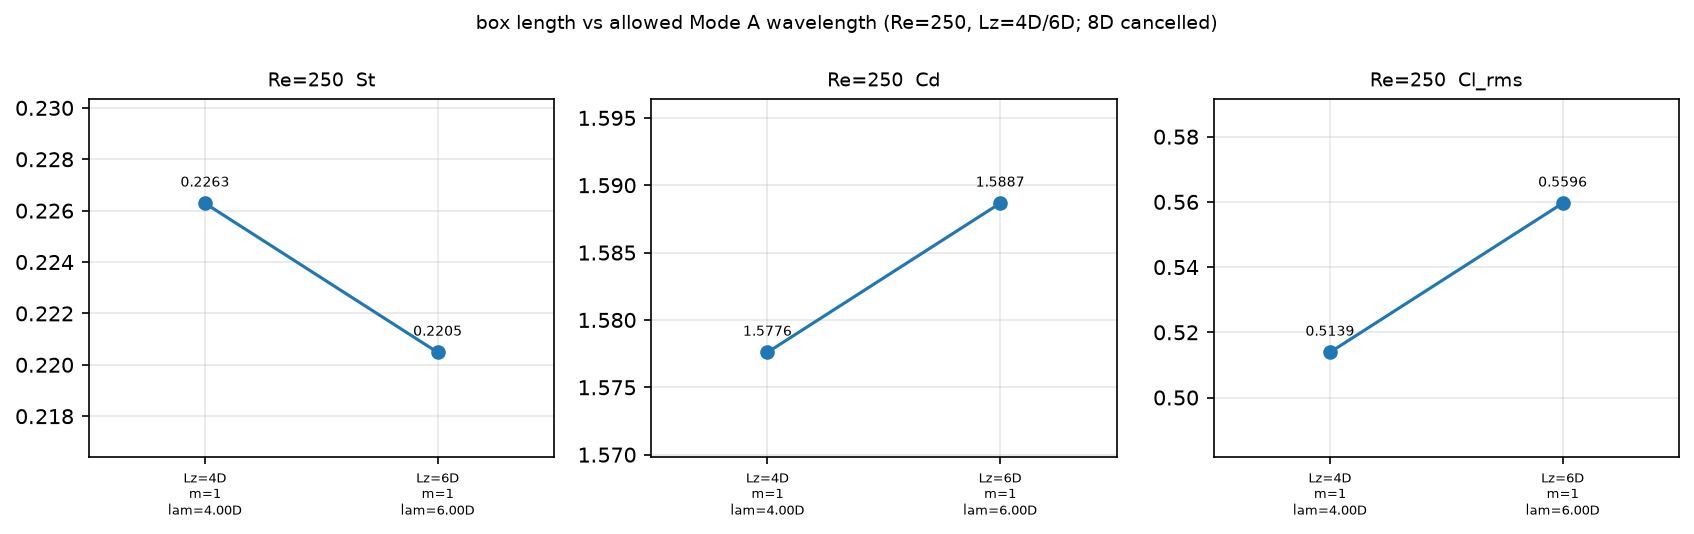 box length vs allowed Mode A wavelength (Re=250, Lz=4D/6D; 8D cancelled)
Re=250  St
0.230
0.228
0.226
0.224
0.222
0.220
0.218
0.2263
0.2205
Lz=4D
m=1
lam=4.00D
Lz=6D
m=1
lam=6.00D
Re=250  Cd
1.595
1.590
1.585
1.580
1.575
1.570
1.5776
1.5887
Lz=4D
m=1
lam=4.00D
Lz=6D
m=1
lam=6.00D
Re=250  Cl_rms
0.58
0.56
0.54
0.52
0.50
0.5139
0.5596
Lz=4D
m=1
lam=4.00D
Lz=6D
m=1
lam=6.00D